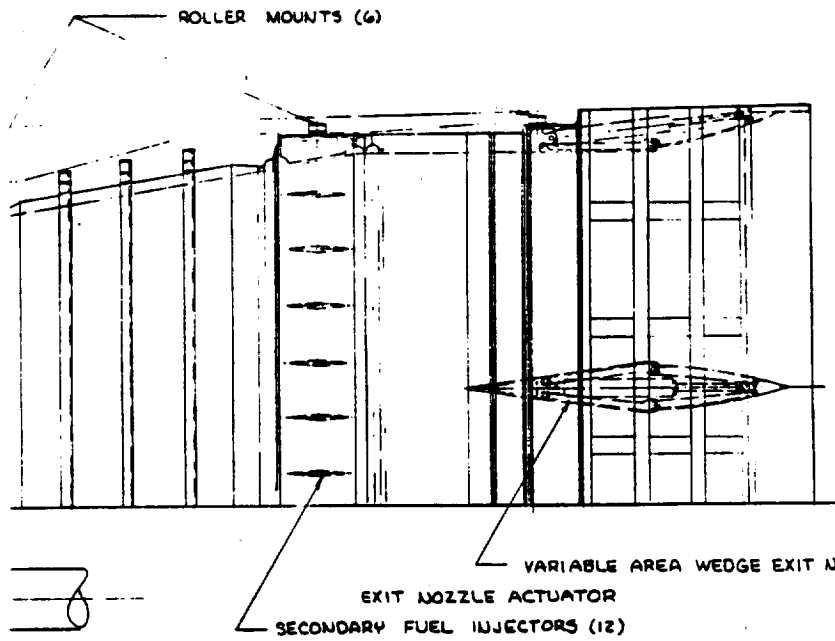 ROLLER MOUNTS (6)
VARIABLE AREA WEDGE EXIT N
EXIT NOZZLE ACTUATOR
SECONDARY FUEL INJECTORS (12)